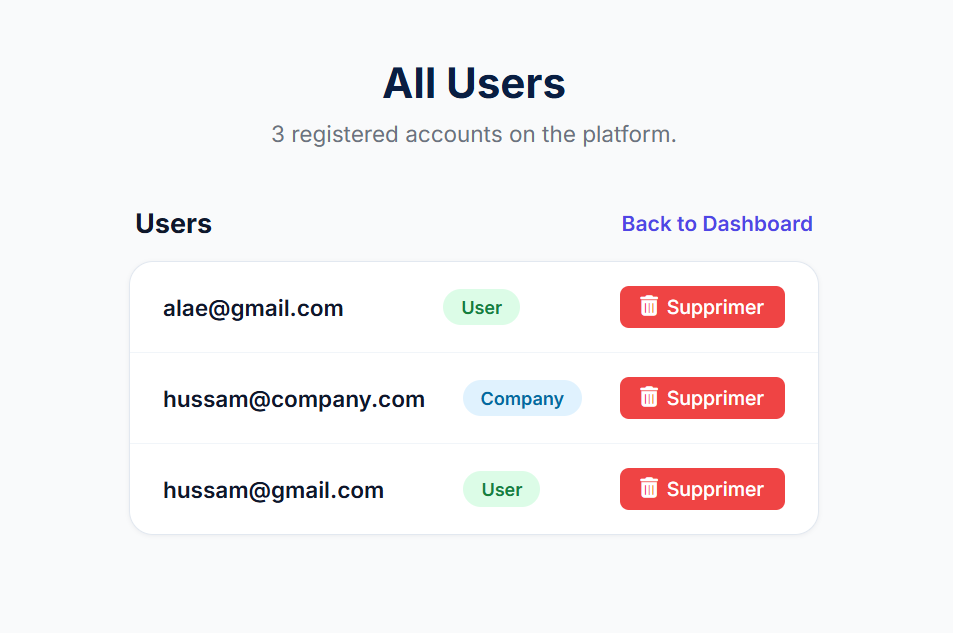 All Users
3 registered accounts on the platform.
Users Back to Dashboard
alae@gmail.com User Supprimer
hussam@company.com Company Supprimer
hussam@gmail.com User Supprimer